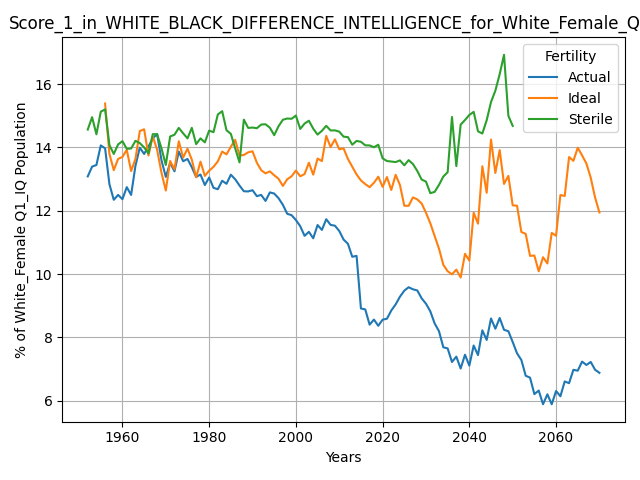 Score_1_in_WHITE_BLACK_DIFFERENCE_INTELLIGENCE_for_White_Female_Q
Fertility
Actual
Ideal
Sterile
% of White_Female Q1_IQ Population
16
14
12
10
8
6
1960
1980
2000
2020
2040
2060
Years